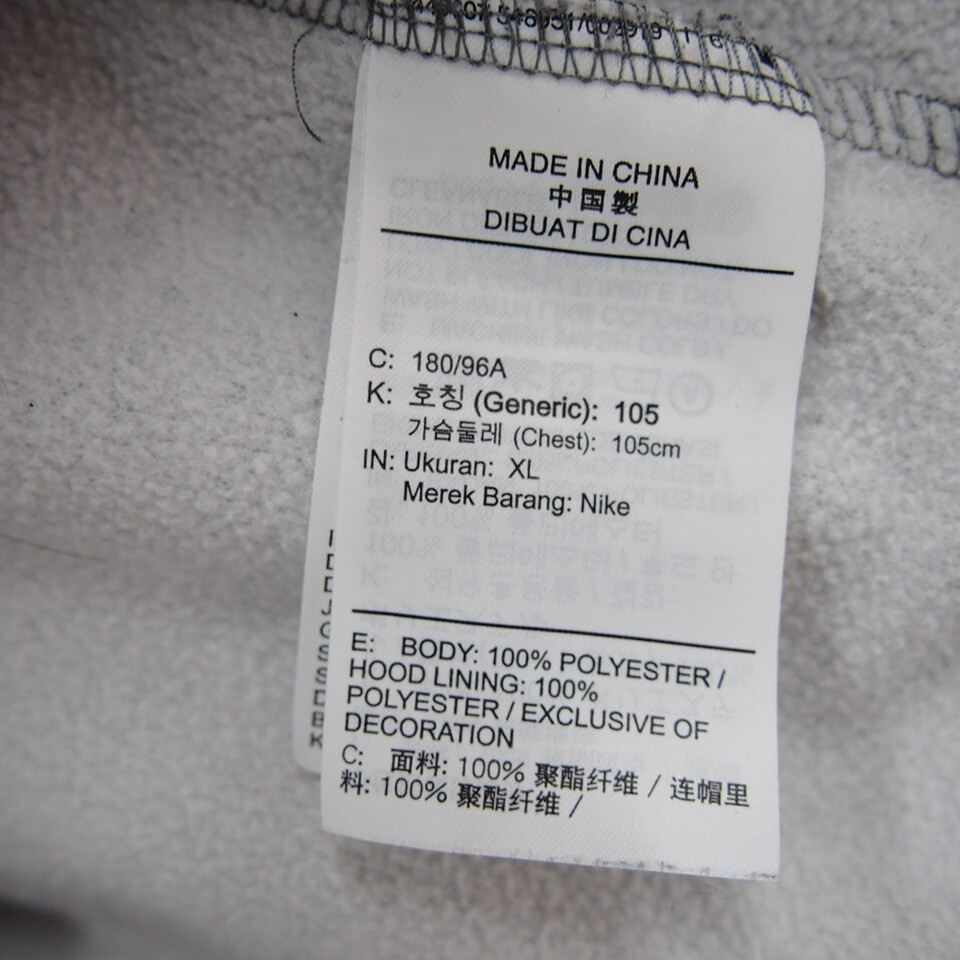 MADE IN CHINA
中国製
DIBUAT DI CINA
C: 180/96A
K: 호칭 (Generic): 105
가슴둘레 (Chest): 105cm
IN: Ukuran: XL
Merek Barang: Nike
E: BODY: 100% POLYESTER /
HOOD LINING: 100%
POLYESTER / EXCLUSIVE OF
DECORATION
C: 面料: 100% 聚酯纤维 / 连帽里
料: 100% 聚酯纤维 /